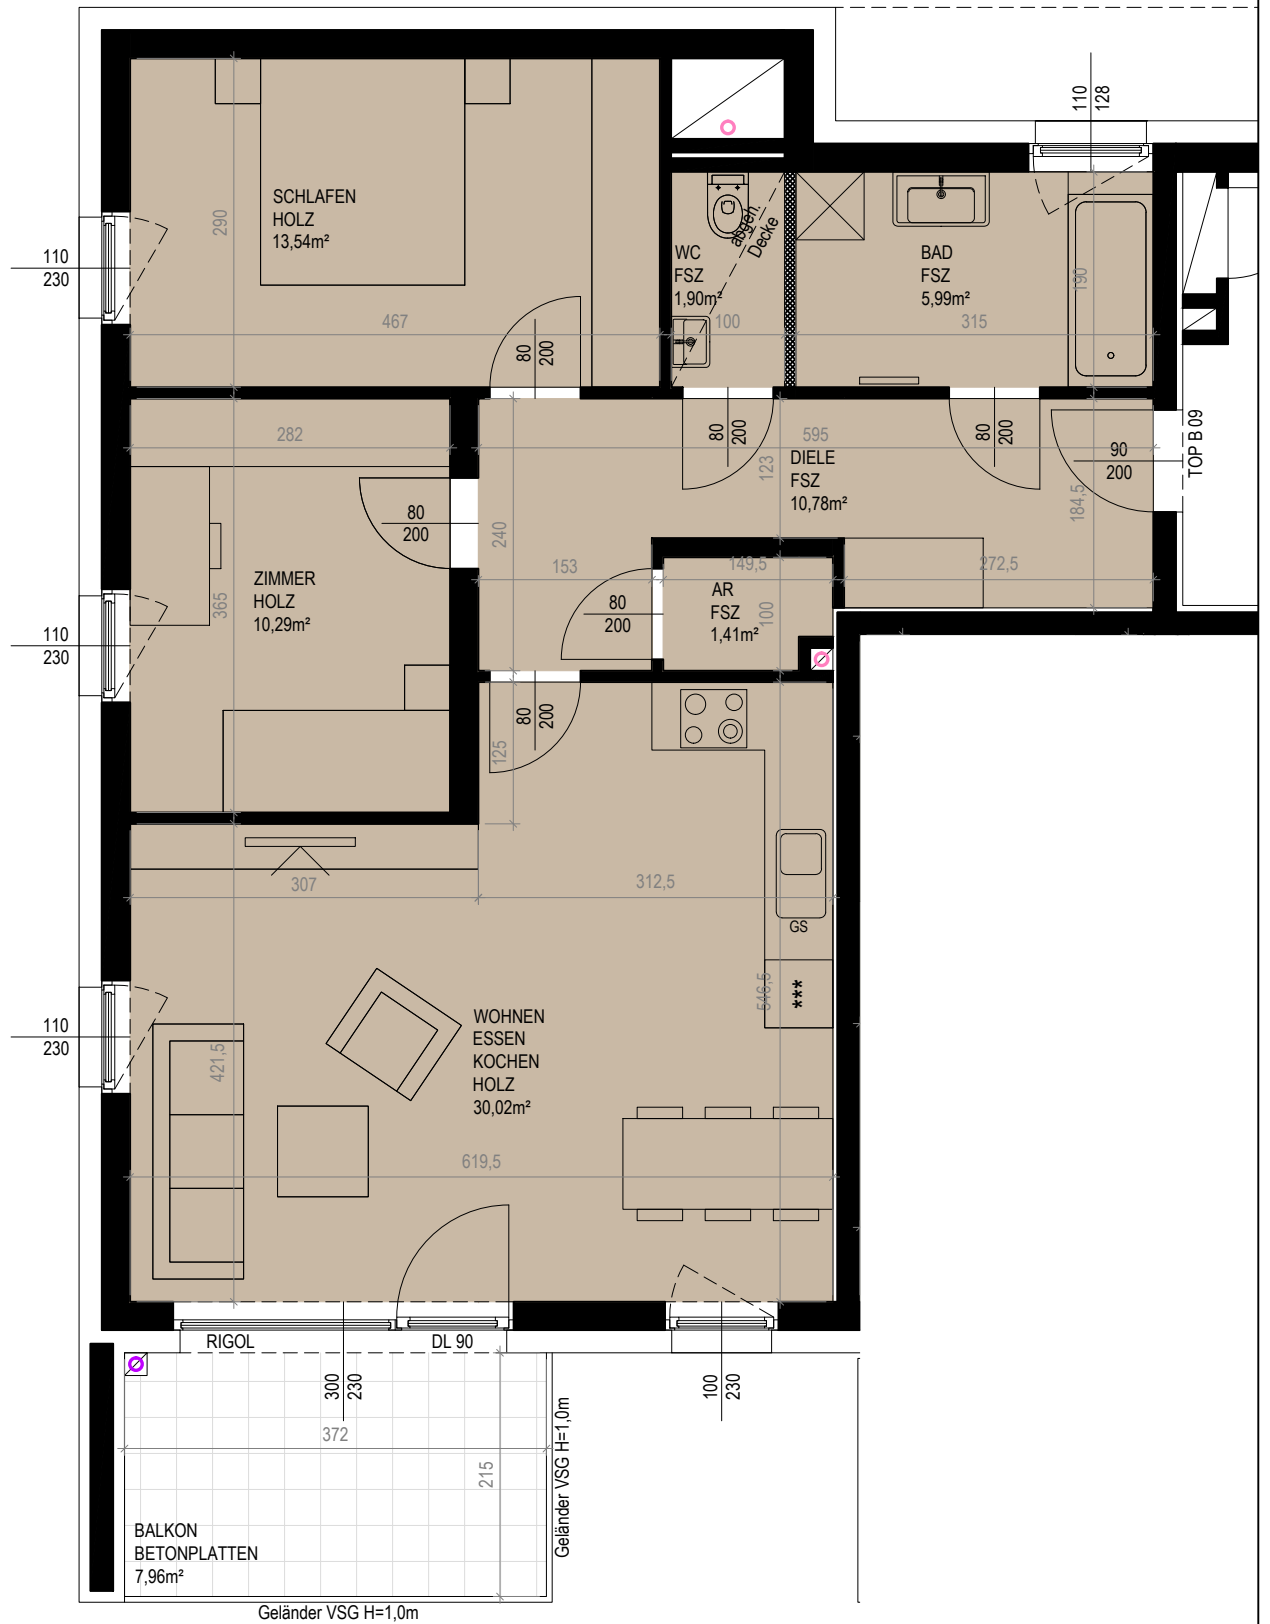 110
128
SCHLAFEN
HOLZ
13,54m²
290
110
230
467
80
200
abgeh.
Decke
WC
FSZ
1,90m²
100
BAD
FSZ
5,99m²
315
190
282
80
200
595
123
DIELE
FSZ
10,78m²
80
200
90
200
TOP B 09
184,5
80
200
240
153
149,5
272,5
ZIMMER
HOLZ
10,29m²
365
110
230
80
200
AR
FSZ
1,41m²
100
80
200
125
307
312,5
GS
546,5
***
WOHNEN
ESSEN
KOCHEN
HOLZ
30,02m²
110
230
421,5
619,5
RIGOL
DL 90
300
230
100
230
372
215
Geländer VSG H=1,0m
BALKON
BETONPLATTEN
7,96m²
Geländer VSG H=1,0m